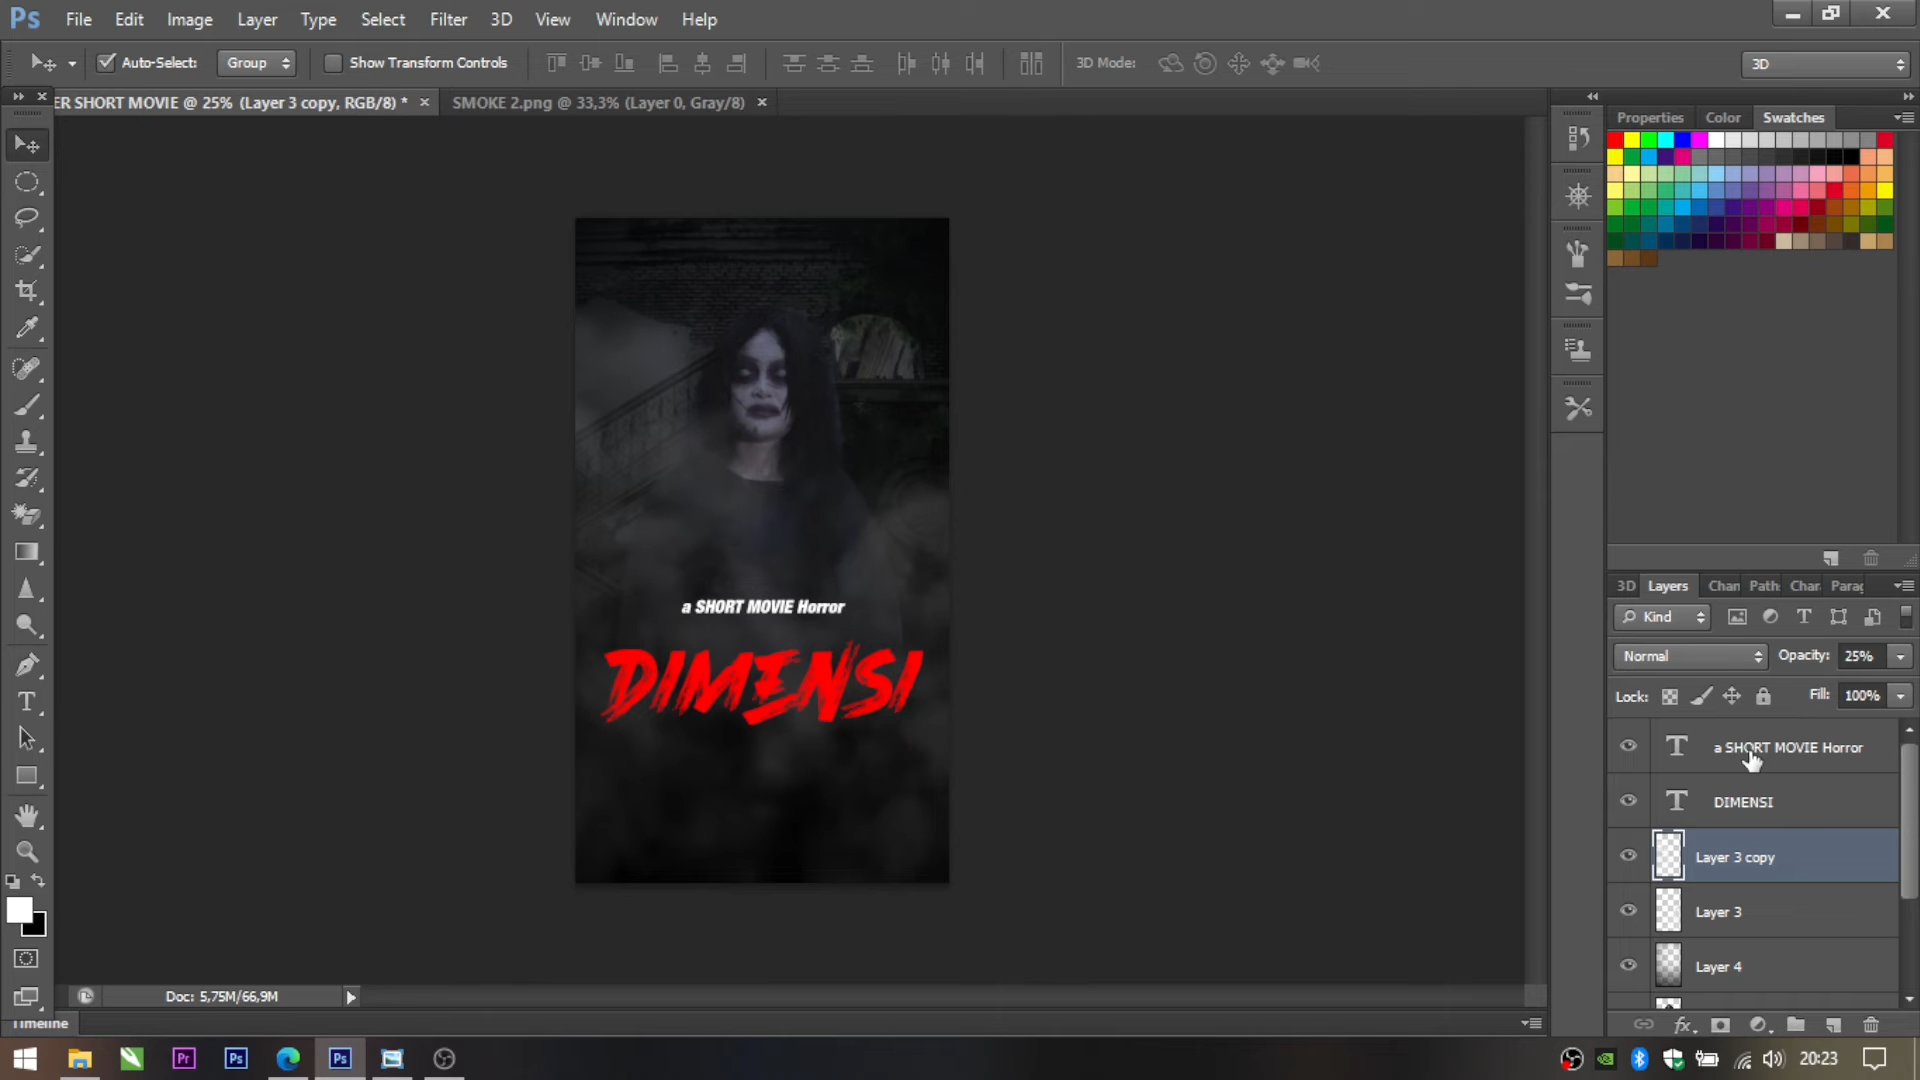 Ps File Edit Image Layer Type Select Filter 3D View Window Help
Auto-Select: Group Show Transform Controls 3D Mode: 3D
ER SHORT MOVIE @ 25% (Layer 3 copy, RGB/8) * SMOKE 2.png @ 33,3% (Layer 0, Gray/8)
Properties Color Swatches
a SHORT MOVIE Horror
DIMENSI
3D Layers Chan Path: Char Parag
Kind
Normal Opacity: 25%
Lock: Fill: 100%
T a SHORT MOVIE Horror
T DIMENSI
Layer 3 copy
Layer 3
Layer 4
fx
T
Doc: 5,75M/66,9M
Timeline
Pr Ps Ps 20:23